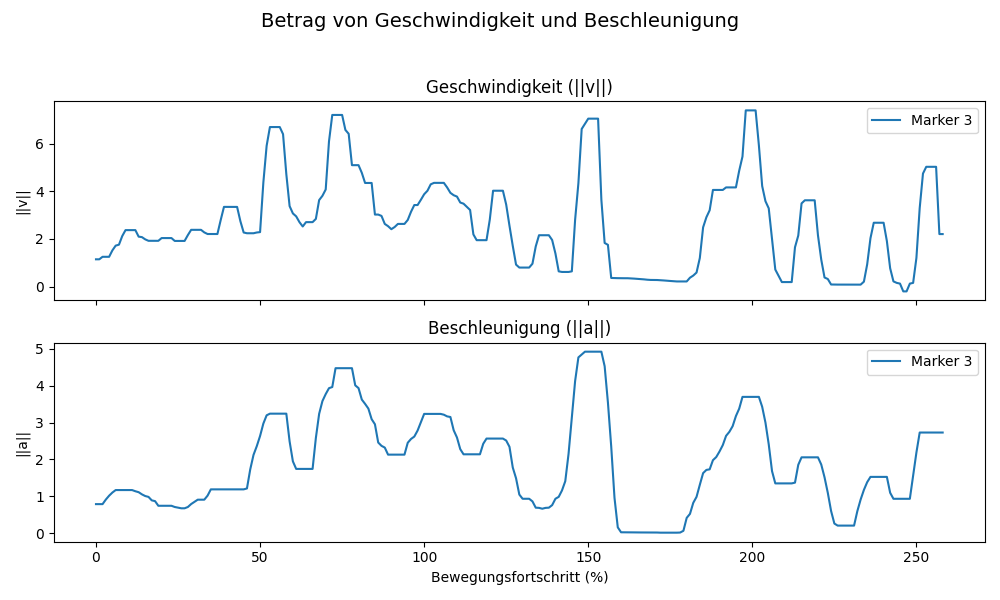 Betrag von Geschwindigkeit und Beschleunigung
Geschwindigkeit (||v||)
Marker 3
||v||
6
4
2
0
Beschleunigung (||a||)
Marker 3
||a||
5
4
3
2
1
0
0 50 100 150 200 250
Bewegungsfortschritt (%)